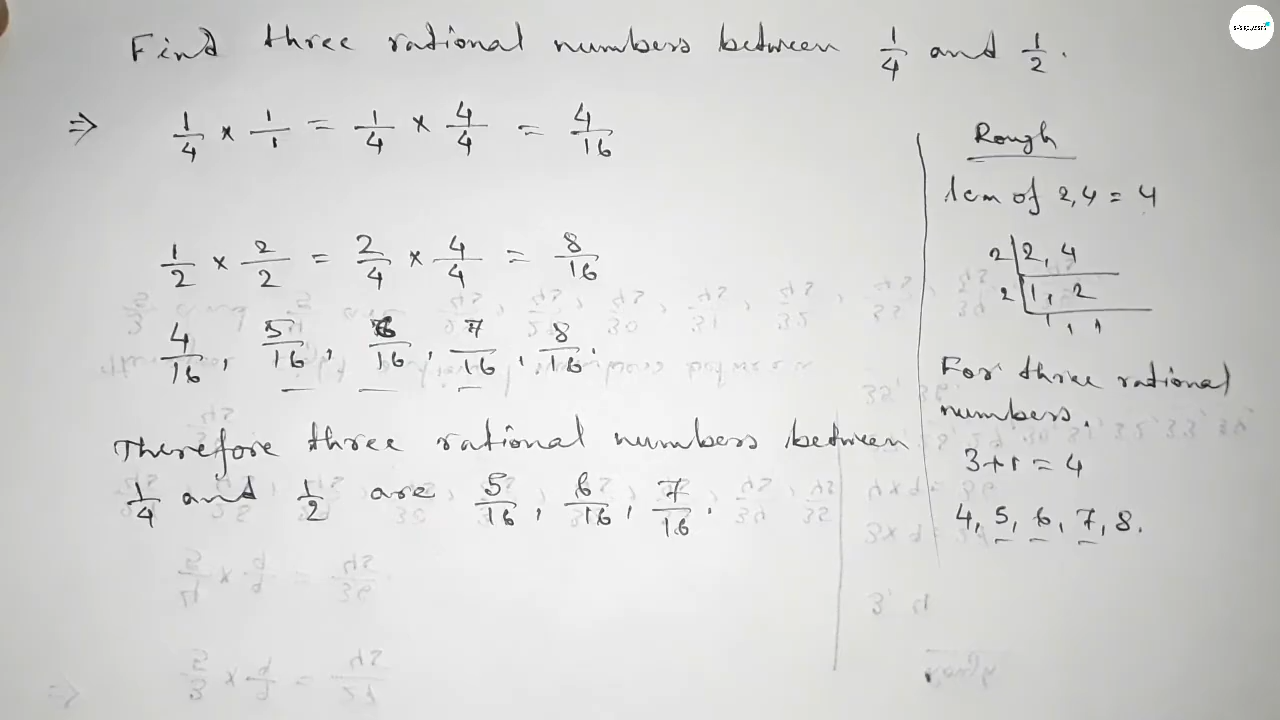 Find three rational numbers between 1/4 and 1/2.
⇒ 1/4 × 1/1 = 1/4 × 4/4 = 4/16
1/2 × 2/2 = 2/4 × 4/4 = 8/16
4/16, 5/16, 6/16, 7/16, 8/16.
Therefore three rational numbers between
1/4 and 1/2 are 5/16, 6/16, 7/16.
Rough
lcm of 2,4 = 4
2 | 2, 4
2 | 1, 2
1, 1
For three rational
numbers.
3+1 = 4
4, 5, 6, 7, 8.